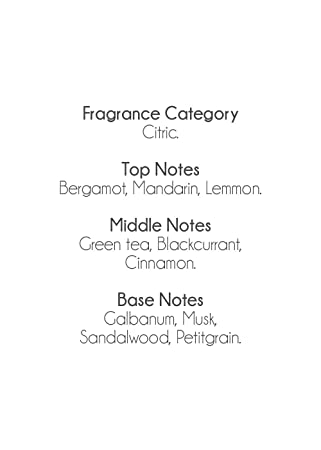 Fragrance Category
Citric.
Top Notes
Bergamot, Mandarin, Lemmon.
Middle Notes
Green tea, Blackcurrant,
Cinnamon.
Base Notes
Galbanum, Musk,
Sandalwood, Petitgrain.